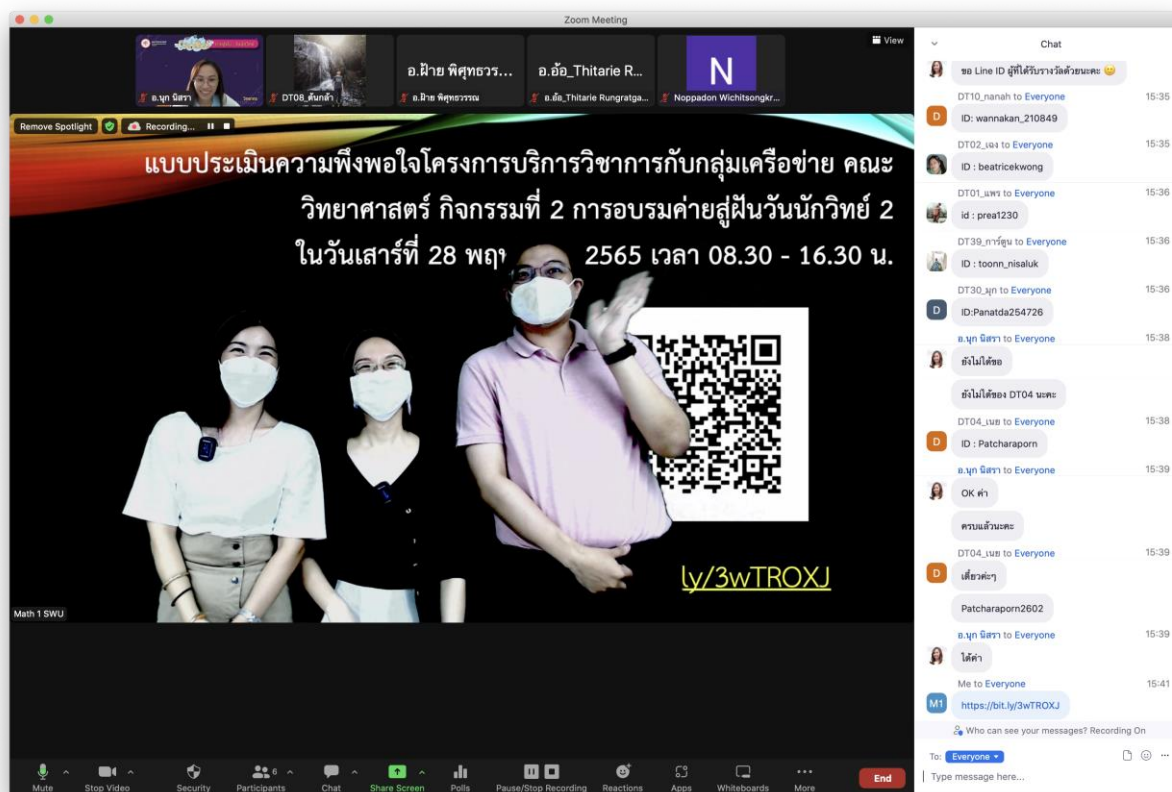 Zoom Meeting
View
อ.นุก นิสรา
DT08_ต้นกล้า
อ.ฝ้าย พิศุทธวร...
อ.ฝ้าย พิศุทธวรรณ
อ.อ้อ_Thitarie R...
อ.อ้อ_Thitarie Rungratga...
N
Noppadon Wichitsongkr...
Remove Spotlight
Recording...
แบบประเมินความพึงพอใจโครงการบริการวิชาการกับกลุ่มเครือข่าย คณะ
วิทยาศาสตร์ กิจกรรมที่ 2 การอบรมค่ายสู่ฝันวันนักวิทย์ 2
ในวันเสาร์ที่ 28 พฤษ 2565 เวลา 08.30 - 16.30 น.
ly/3wTROXJ
Math 1 SWU
Mute
Stop Video
Security
Participants
6
Chat
Share Screen
Polls
Pause/Stop Recording
Reactions
Apps
Whiteboards
More
End
Chat
ขอ Line ID ผู้ที่ได้รับรางวัลด้วยนะคะ 😊
DT10_nanah to Everyone 15:35
D
ID: wannakan_210849
DT02_เฉง to Everyone 15:35
ID : beatricekwong
DT01_แพร to Everyone 15:36
id : prea1230
DT39_การ์ตูน to Everyone 15:36
ID : toonn_nisaluk
DT30_มุก to Everyone 15:36
D
ID:Panatda254726
อ.นุก นิสรา to Everyone 15:38
ยังไม่ได้ขอ
ยังไม่ได้ของ DT04 นะคะ
DT04_เนย to Everyone 15:38
D
ID : Patcharaporn
อ.นุก นิสรา to Everyone 15:39
OK ค่า
ครบแล้วนะคะ
DT04_เนย to Everyone 15:39
D
เดี๋ยวค่ะๆ
Patcharaporn2602
อ.นุก นิสรา to Everyone 15:39
ได้ค่า
Me to Everyone 15:41
M1
https://bit.ly/3wTROXJ
Who can see your messages? Recording On
To: Everyone
Type message here...